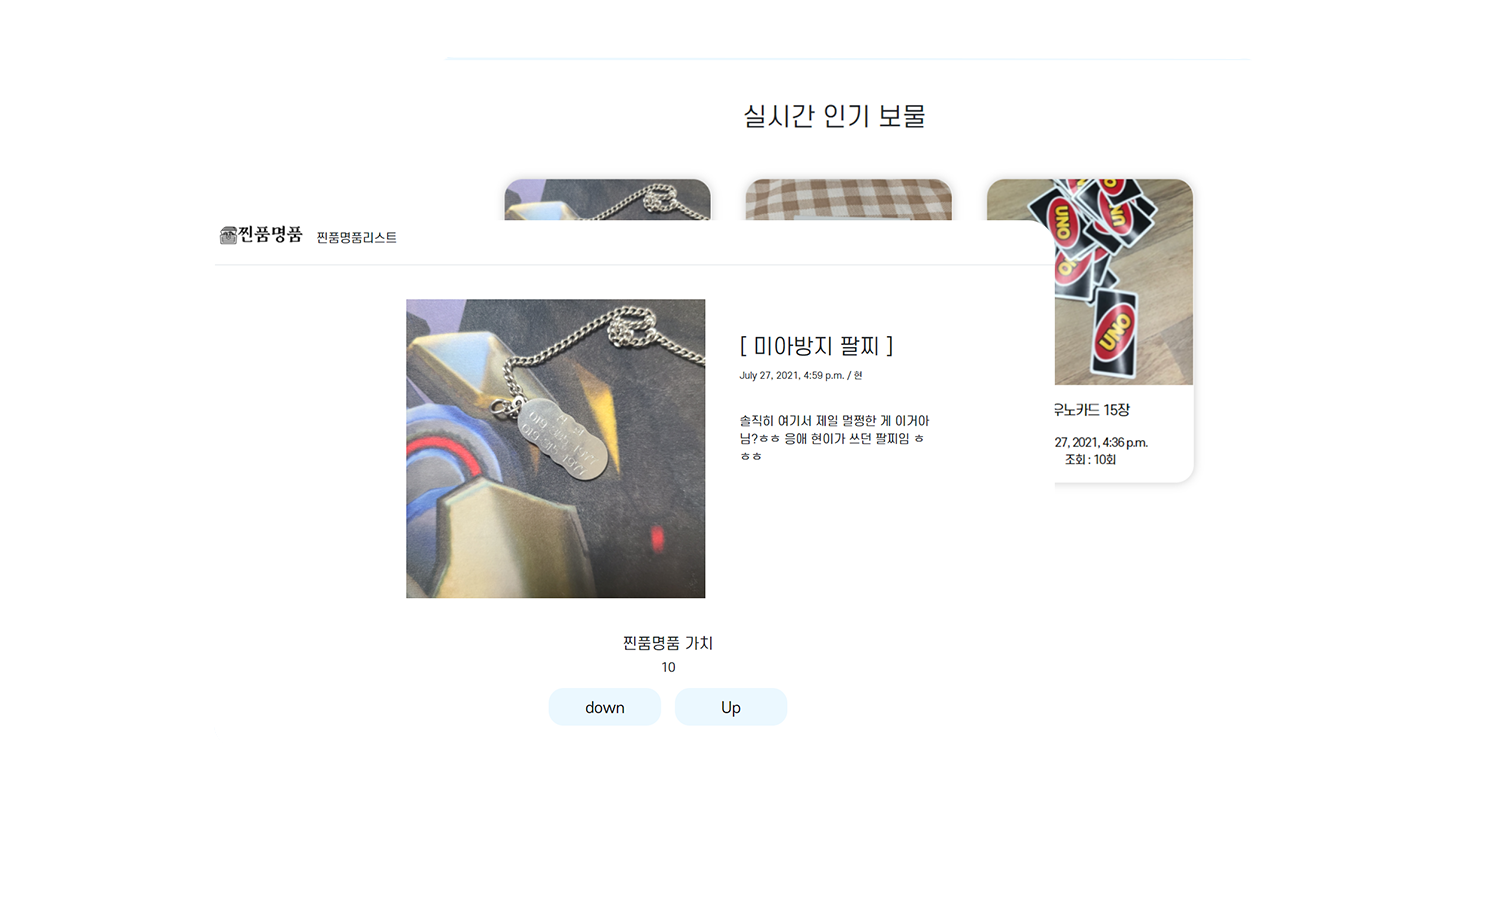 실시간 인기 보물
찐품명품 찐품명품리스트
[ 미아방지 팔찌 ]
July 27, 2021, 4:59 p.m. / 현
솔직히 여기서 제일 멀쩡한 게 이거아
님?ㅎㅎ 응애 현이가 쓰던 팔찌임 ㅎ
ㅎㅎ
찐품명품 가치
10
down Up
UNO
UNO
UNO
우노카드 15장
27, 2021, 4:36 p.m.
조회 : 10회